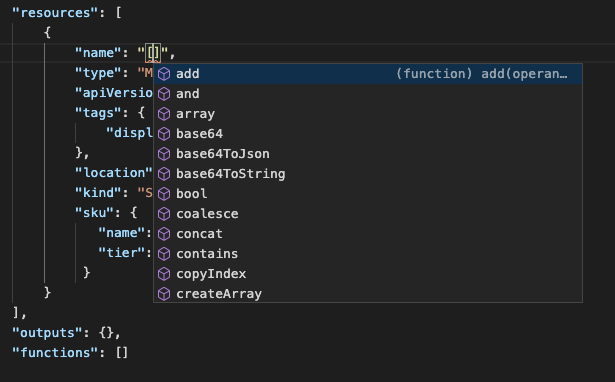 "resources": [
{
"name": "[]",
"type": "M
"apiVersio
"tags": {
"displ
},
"location"
"kind": "S
"sku": {
"name":
"tier":
}
}
],
"outputs": {},
"functions": []
add (function) add(operan…
and
array
base64
base64ToJson
base64ToString
bool
coalesce
concat
contains
copyIndex
createArray